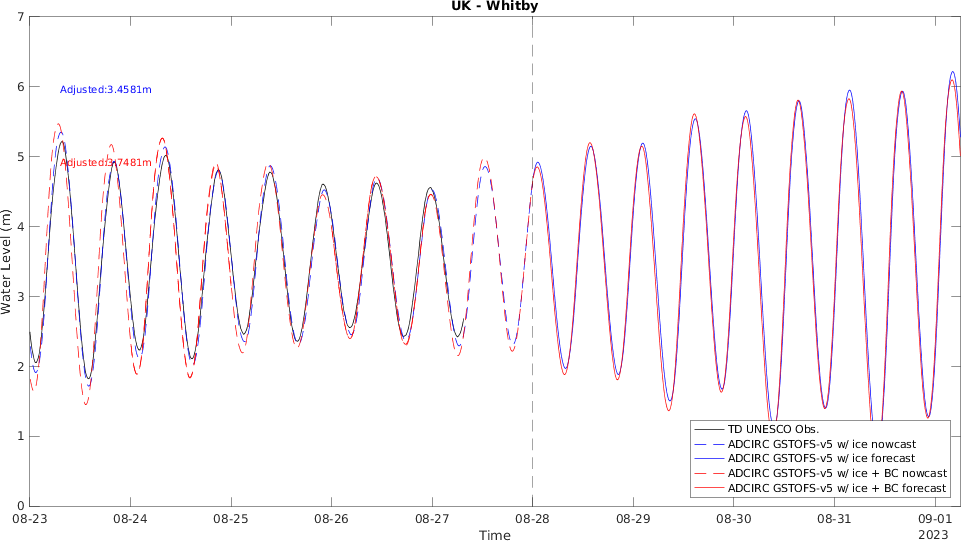 UK - Whitby
Water Level (m)
7
6
5
4
3
2
1
0
Adjusted:3.4581m
Adjusted:3.7481m
TD UNESCO Obs.
ADCIRC GSTOFS-v5 w/ ice nowcast
ADCIRC GSTOFS-v5 w/ ice forecast
ADCIRC GSTOFS-v5 w/ ice + BC nowcast
ADCIRC GSTOFS-v5 w/ ice + BC forecast
08-23 08-24 08-25 08-26 08-27 08-28 08-29 08-30 08-31 09-01
Time
2023